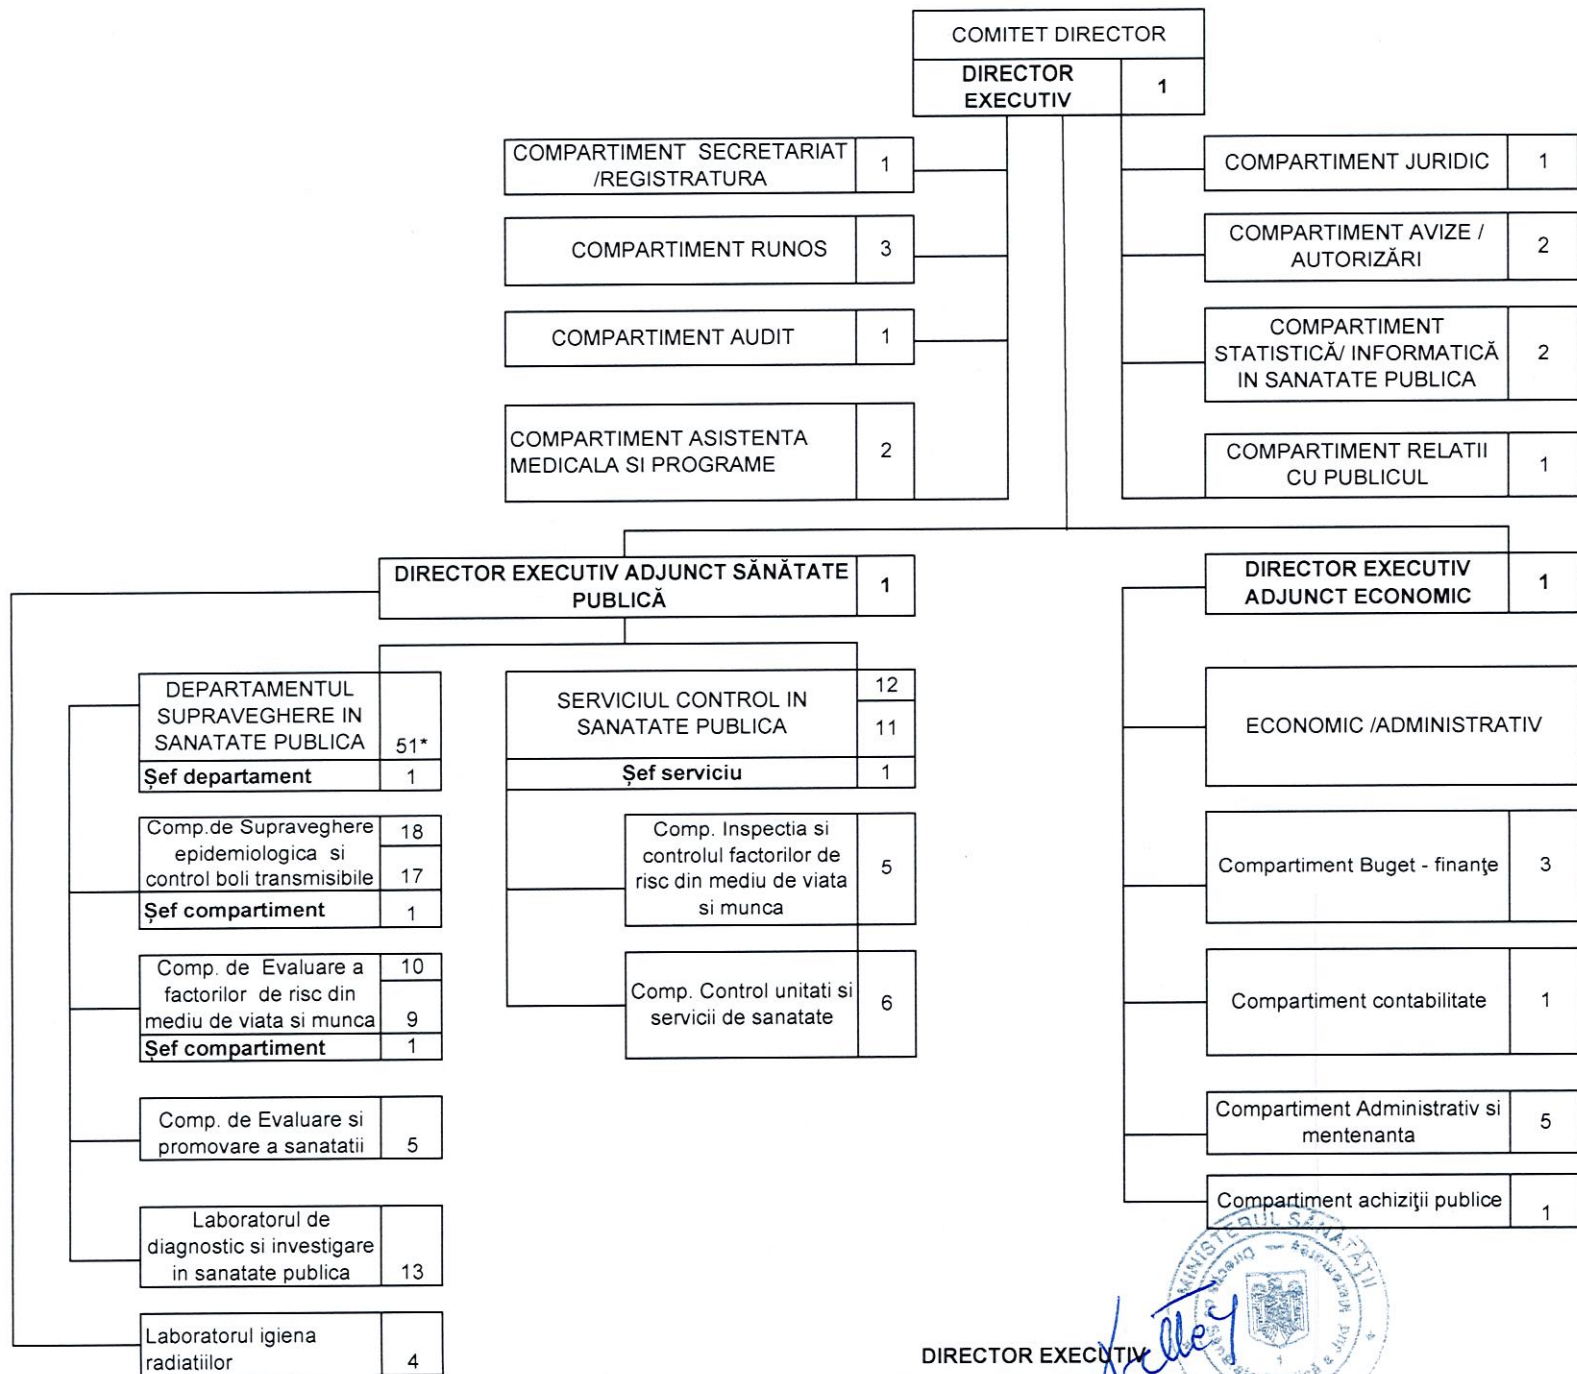 COMITET DIRECTOR
DIRECTOR
EXECUTIV
1
COMPARTIMENT SECRETARIAT
/REGISTRATURA
1
COMPARTIMENT RUNOS
3
COMPARTIMENT AUDIT
1
COMPARTIMENT ASISTENTA
MEDICALA SI PROGRAME
2
COMPARTIMENT JURIDIC
1
COMPARTIMENT AVIZE /
AUTORIZĂRI
2
COMPARTIMENT
STATISTICĂ/ INFORMATICĂ
IN SANATATE PUBLICA
2
COMPARTIMENT RELATII
CU PUBLICUL
1
DIRECTOR EXECUTIV ADJUNCT SĂNĂTATE
PUBLICĂ
1
DIRECTOR EXECUTIV
ADJUNCT ECONOMIC
1
DEPARTAMENTUL
SUPRAVEGHERE IN
SANATATE PUBLICA
51*
Șef departament
1
Comp.de Supraveghere
epidemiologica si
control boli transmisibile
18
17
Șef compartiment
1
Comp. de Evaluare a
factorilor de risc din
mediu de viata si munca
10
9
Șef compartiment
1
Comp. de Evaluare si
promovare a sanatatii
5
Laboratorul de
diagnostic si investigare
in sanatate publica
13
Laboratorul igiena
radiatiilor
4
SERVICIUL CONTROL IN
SANATATE PUBLICA
12
11
Șef serviciu
1
Comp. Inspectia si
controlul factorilor de
risc din mediu de viata
si munca
5
Comp. Control unitati si
servicii de sanatate
6
ECONOMIC /ADMINISTRATIV
Compartiment Buget - finanţe
3
Compartiment contabilitate
1
Compartiment Administrativ si
mentenanta
5
Compartiment achiziţii publice
1
DIRECTOR EXECUTIV
MINISTERUL SĂNĂTĂȚII
1